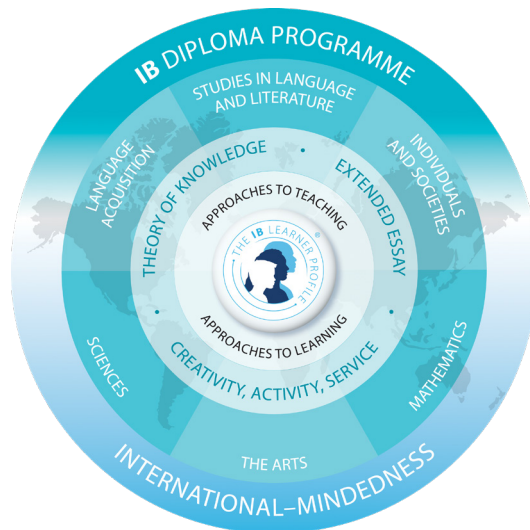 IB DIPLOMA PROGRAMME
STUDIES IN LANGUAGE
AND LITERATURE
LANGUAGE
ACQUISITION
INDIVIDUALS
AND SOCIETIES
THEORY OF KNOWLEDGE
•
EXTENDED ESSAY
APPROACHES TO TEACHING
THE IB LEARNER PROFILE
®
APPROACHES TO LEARNING
•
CREATIVITY, ACTIVITY, SERVICE
•
SCIENCES
MATHEMATICS
THE ARTS
INTERNATIONAL–MINDEDNESS